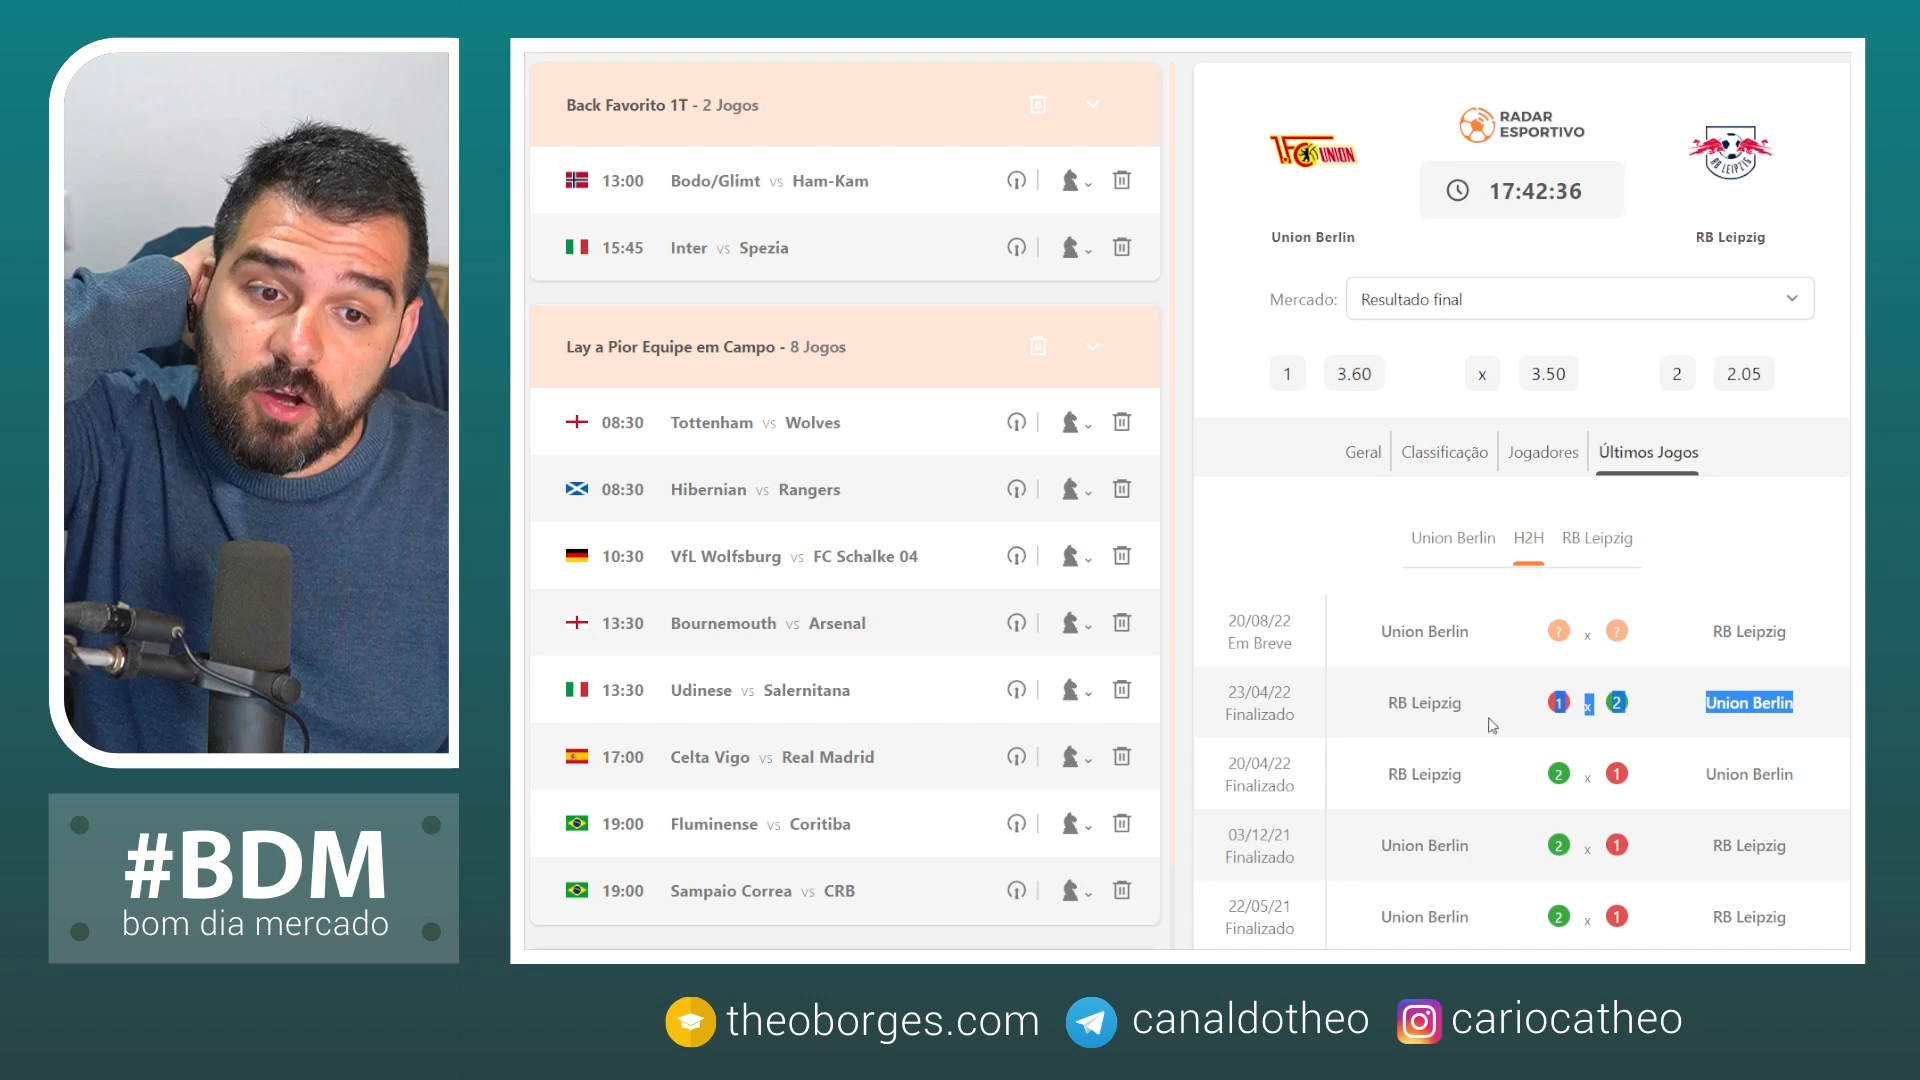 Back Favorito 1T - 2 Jogos
13:00 Bodo/Glimt vs Ham-Kam
15:45 Inter vs Spezia
Lay a Pior Equipe em Campo - 8 Jogos
08:30 Tottenham vs Wolves
08:30 Hibernian vs Rangers
10:30 VfL Wolfsburg vs FC Schalke 04
13:30 Bournemouth vs Arsenal
13:30 Udinese vs Salernitana
17:00 Celta Vigo vs Real Madrid
19:00 Fluminense vs Coritiba
19:00 Sampaio Correa vs CRB
1.FC UNION
RADAR
ESPORTIVO
RB LEIPZIG
17:42:36
Union Berlin
RB Leipzig
Mercado: Resultado final
1 3.60 x 3.50 2 2.05
Geral Classificação Jogadores Últimos Jogos
Union Berlin H2H RB Leipzig
20/08/22
Em Breve
Union Berlin ? x ? RB Leipzig
23/04/22
Finalizado
RB Leipzig 1 x 2 Union Berlin
20/04/22
Finalizado
RB Leipzig 2 x 1 Union Berlin
03/12/21
Finalizado
Union Berlin 2 x 1 RB Leipzig
22/05/21
Finalizado
Union Berlin 2 x 1 RB Leipzig
#BDM
bom dia mercado
theoborges.com canaldotheo cariocatheo